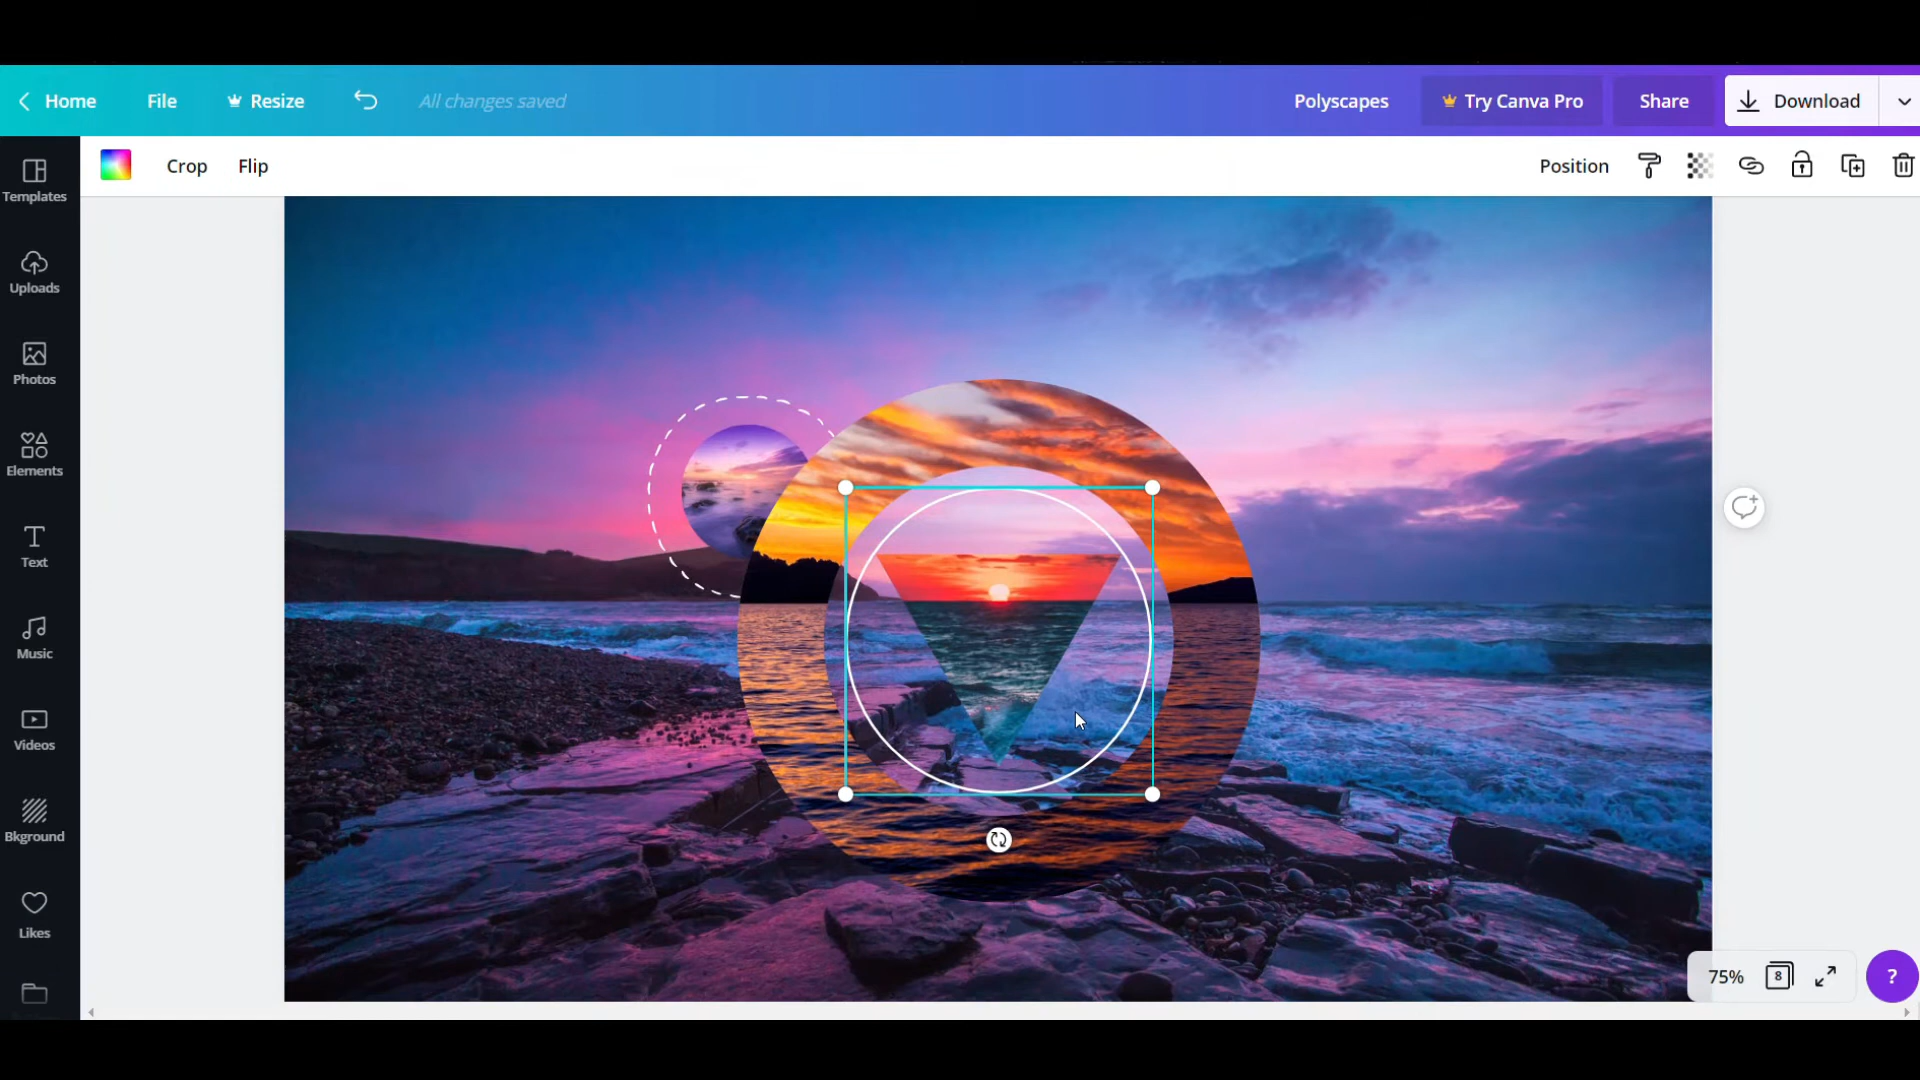 Home File Resize All changes saved Polyscapes Try Canva Pro Share Download
Crop Flip Position
Templates
Uploads
Photos
Elements
Text
Music
Videos
Bkground
Likes
75% 8 ?